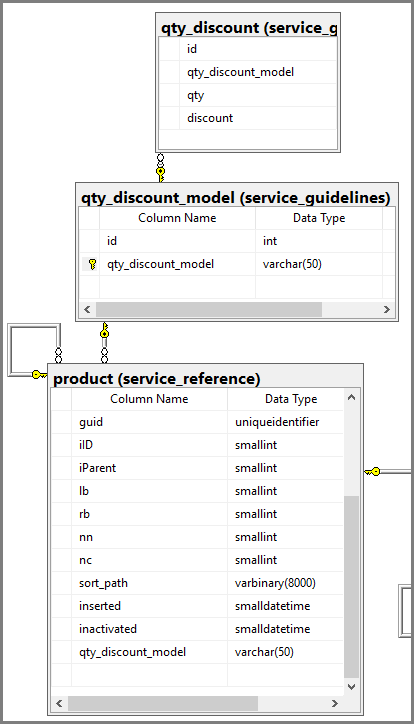 qty_discount (service_g
id
qty_discount_model
qty
discount
qty_discount_model (service_guidelines)
Column Name Data Type
id int
qty_discount_model varchar(50)
product (service_reference)
Column Name Data Type
guid uniqueidentifier
iID smallint
iParent smallint
lb smallint
rb smallint
nn smallint
nc smallint
sort_path varbinary(8000)
inserted smalldatetime
inactivated smalldatetime
qty_discount_model varchar(50)